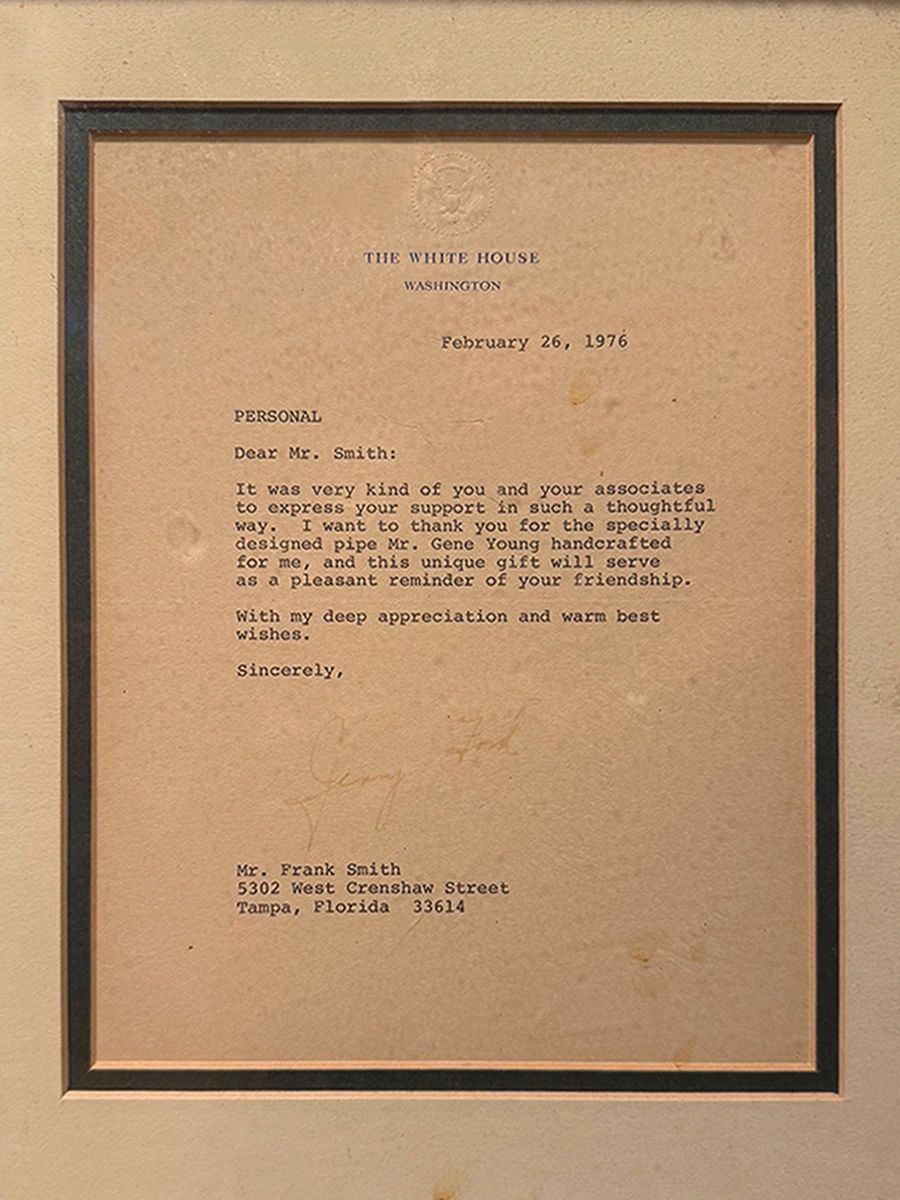 THE WHITE HOUSE
WASHINGTON
February 26, 1976
PERSONAL
Dear Mr. Smith:
It was very kind of you and your associates
to express your support in such a thoughtful
way.  I want to thank you for the specially
designed pipe Mr. Gene Young handcrafted
for me, and this unique gift will serve
as a pleasant reminder of your friendship.
With my deep appreciation and warm best
wishes.
Sincerely,
Jerry Ford
Mr. Frank Smith
5302 West Crenshaw Street
Tampa, Florida  33614